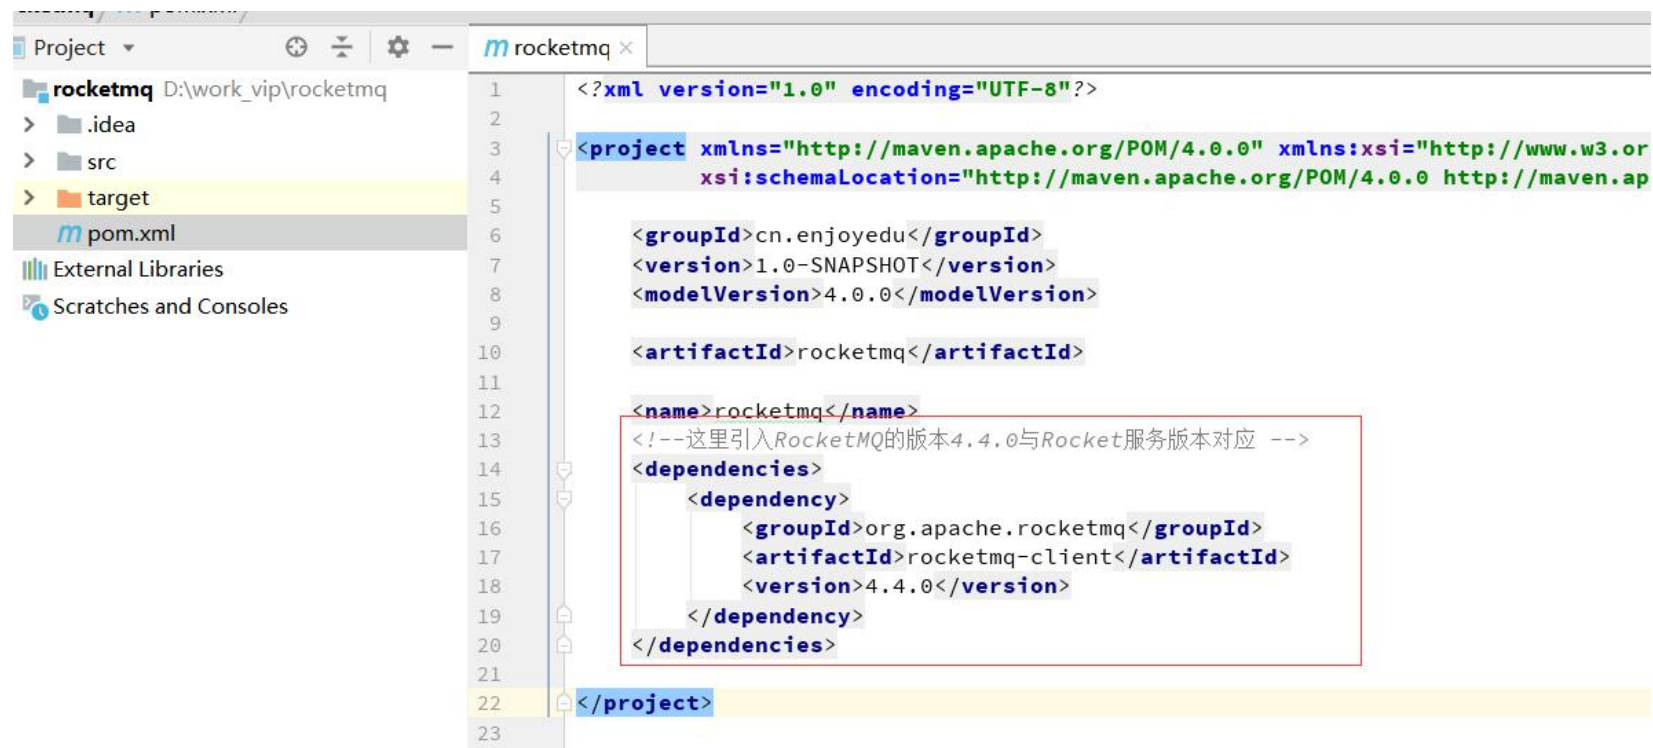 Project
rocketmq D:\work_vip\rocketmq
.idea
src
target
m pom.xml
External Libraries
Scratches and Consoles
m rocketmq ×
1 <?xml version="1.0" encoding="UTF-8"?>
2
3 <project xmlns="http://maven.apache.org/POM/4.0.0" xmlns:xsi="http://www.w3.or
4 xsi:schemaLocation="http://maven.apache.org/POM/4.0.0 http://maven.ap
5
6 <groupId>cn.enjoyedu</groupId>
7 <version>1.0-SNAPSHOT</version>
8 <modelVersion>4.0.0</modelVersion>
9
10 <artifactId>rocketmq</artifactId>
11
12 <name>rocketmq</name>
13 <!--这里引入RocketMQ的版本4.4.0与Rocket服务版本对应 -->
14 <dependencies>
15 <dependency>
16 <groupId>org.apache.rocketmq</groupId>
17 <artifactId>rocketmq-client</artifactId>
18 <version>4.4.0</version>
19 </dependency>
20 </dependencies>
21
22 </project>
23